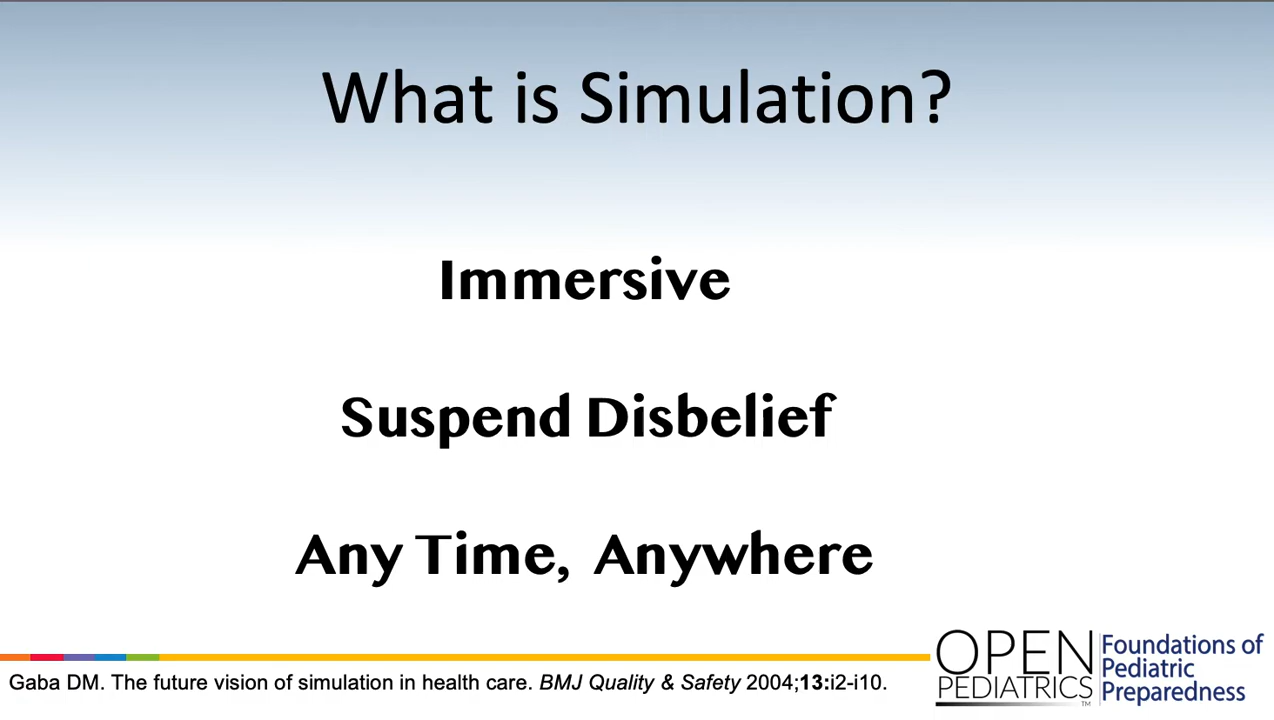 What is Simulation?
Immersive
Suspend Disbelief
Any Time, Anywhere
Gaba DM. The future vision of simulation in health care. BMJ Quality & Safety 2004;13:i2-i10.
OPEN
PEDIATRICS™
Foundations of
Pediatric
Preparedness